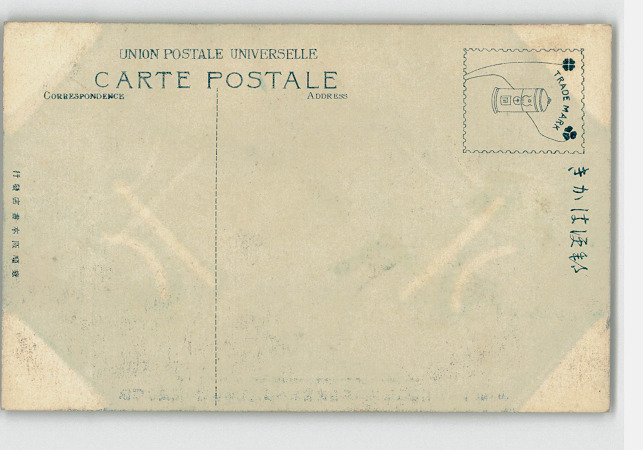 UNION POSTALE UNIVERSELLE
CARTE POSTALE
CORRESPONDENCE
ADDRESS
TRADE MARK
きかは便郵